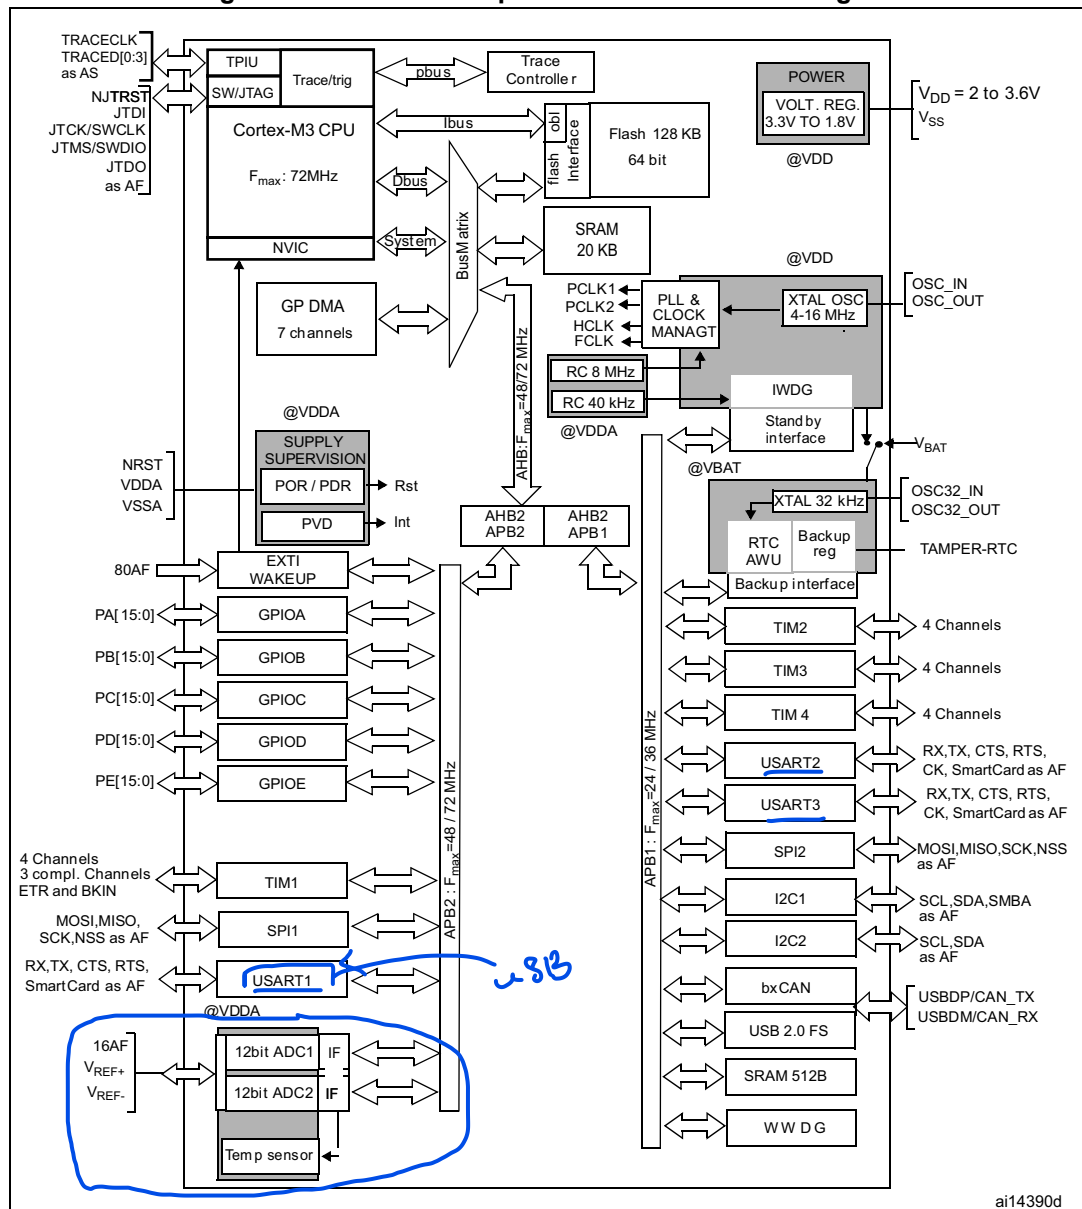 TRACECLK
TRACED[0:3]
as AS
NJTRST
JTDI
JTCK/SWCLK
JTMS/SWDIO
JTDO
as AF
TPIU
SW/JTAG
Trace/trig
Cortex-M3 CPU
Fmax: 72MHz
NVIC
pbus
Trace
Controller
Ibus
Dbus
System
BusMatrix
obl
flash
Interface
Flash 128 KB
64 bit
SRAM
20 KB
POWER
VOLT. REG.
3.3V TO 1.8V
@VDD
VDD = 2 to 3.6V
VSS
GP DMA
7 channels
AHB:Fmax=48/72 MHz
PCLK1
PCLK2
HCLK
FCLK
PLL &
CLOCK
MANAGT
@VDD
XTAL OSC
4-16 MHz
OSC_IN
OSC_OUT
RC 8 MHz
RC 40 kHz
@VDDA
IWDG
Stand by
interface
VBAT
@VBAT
@VDDA
SUPPLY
SUPERVISION
POR / PDR
Rst
PVD
Int
NRST
VDDA
VSSA
AHB2
APB2
AHB2
APB1
XTAL 32 kHz
OSC32_IN
OSC32_OUT
RTC
AWU
Backup
reg
TAMPER-RTC
Backup interface
80AF
EXTI
WAKEUP
PA[15:0]
GPIOA
PB[15:0]
GPIOB
PC[15:0]
GPIOC
PD[15:0]
GPIOD
PE[15:0]
GPIOE
4 Channels
3 compl. Channels
ETR and BKIN
TIM1
MOSI,MISO,
SCK,NSS as AF
SPI1
RX,TX, CTS, RTS,
SmartCard as AF
USART1
uSB
@VDDA
16AF
VREF+
VREF-
12bit ADC1
IF
12bit ADC2
IF
Temp sensor
APB2 : Fmax=48 / 72 MHz
APB1 : Fmax=24 / 36 MHz
TIM2
4 Channels
TIM3
4 Channels
TIM 4
4 Channels
USART2
RX,TX, CTS, RTS,
CK, SmartCard as AF
USART3
RX,TX, CTS, RTS,
CK, SmartCard as AF
SPI2
MOSI,MISO,SCK,NSS
as AF
I2C1
SCL,SDA,SMBA
as AF
I2C2
SCL,SDA
as AF
bxCAN
USB 2.0 FS
USBDP/CAN_TX
USBDM/CAN_RX
SRAM 512B
WWDG
ai14390d